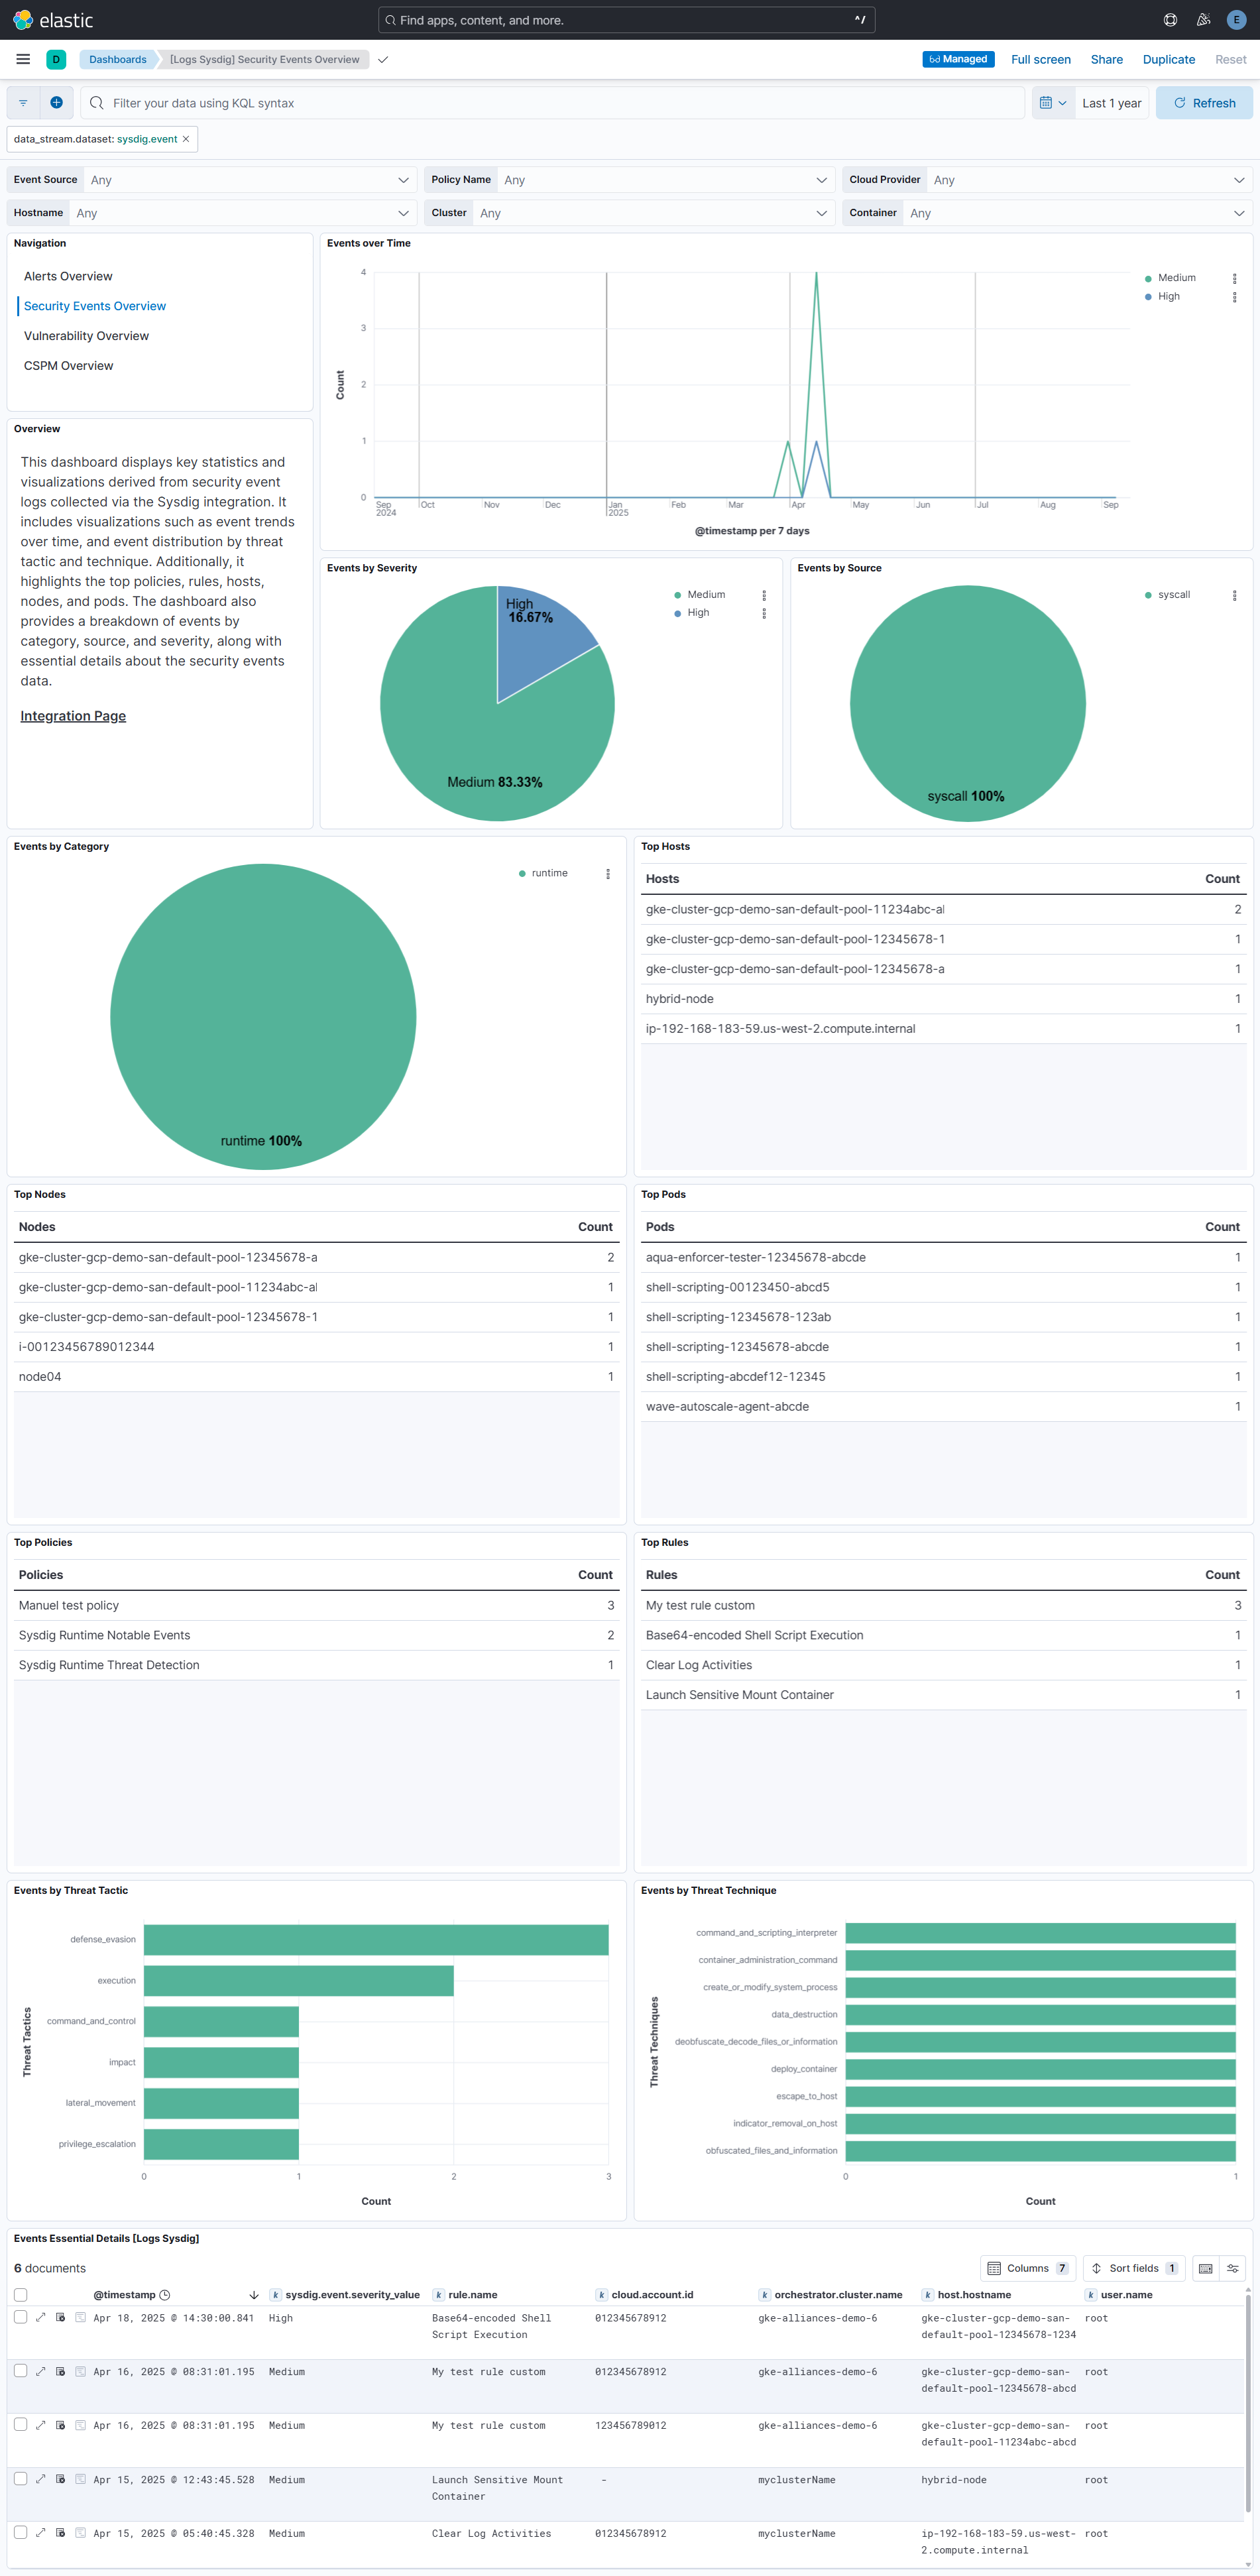 elastic
Find apps, content, and more.
^/
E
D
Dashboards
[Logs Sysdig] Security Events Overview
Managed
Full screen
Share
Duplicate
Reset
Filter your data using KQL syntax
Last 1 year
Refresh
data_stream.dataset: sysdig.event ×
Event Source Any
Policy Name Any
Cloud Provider Any
Hostname Any
Cluster Any
Container Any
Navigation
Alerts Overview
Security Events Overview
Vulnerability Overview
CSPM Overview
Overview
This dashboard displays key statistics and
visualizations derived from security event
logs collected via the Sysdig integration. It
includes visualizations such as event trends
over time, and event distribution by threat
tactic and technique. Additionally, it
highlights the top policies, rules, hosts,
nodes, and pods. The dashboard also
provides a breakdown of events by
category, source, and severity, along with
essential details about the security events
data.
Integration Page
Events over Time
4
3
2
1
0
Count
Sep Oct Nov Dec Jan Feb Mar Apr May Jun Jul Aug Sep
2024 2025
@timestamp per 7 days
Medium
High
Events by Severity
High
16.67%
Medium 83.33%
Medium
High
Events by Source
syscall 100%
syscall
Events by Category
runtime 100%
runtime
Top Hosts
Hosts Count
gke-cluster-gcp-demo-san-default-pool-11234abc-a 2
gke-cluster-gcp-demo-san-default-pool-12345678-1 1
gke-cluster-gcp-demo-san-default-pool-12345678-a 1
hybrid-node 1
ip-192-168-183-59.us-west-2.compute.internal 1
Top Nodes
Nodes Count
gke-cluster-gcp-demo-san-default-pool-12345678-a 2
gke-cluster-gcp-demo-san-default-pool-11234abc-a 1
gke-cluster-gcp-demo-san-default-pool-12345678-1 1
i-00123456789012344 1
node04 1
Top Pods
Pods Count
aqua-enforcer-tester-12345678-abcde 1
shell-scripting-00123450-abcd5 1
shell-scripting-12345678-123ab 1
shell-scripting-12345678-abcde 1
shell-scripting-abcdef12-12345 1
wave-autoscale-agent-abcde 1
Top Policies
Policies Count
Manuel test policy 3
Sysdig Runtime Notable Events 2
Sysdig Runtime Threat Detection 1
Top Rules
Rules Count
My test rule custom 3
Base64-encoded Shell Script Execution 1
Clear Log Activities 1
Launch Sensitive Mount Container 1
Events by Threat Tactic
Threat Tactics
defense_evasion
execution
command_and_control
impact
lateral_movement
privilege_escalation
0 1 2 3
Count
Events by Threat Technique
Threat Techniques
command_and_scripting_interpreter
container_administration_command
create_or_modify_system_process
data_destruction
deobfuscate_decode_files_or_information
deploy_container
escape_to_host
indicator_removal_on_host
obfuscated_files_and_information
0 1
Count
Events Essential Details [Logs Sysdig]
6 documents
Columns 7
Sort fields 1
@timestamp k sysdig.event.severity_value k rule.name k cloud.account.id k orchestrator.cluster.name k host.hostname k user.name
Apr 18, 2025 @ 14:30:00.841 High Base64-encoded Shell 012345678912 gke-alliances-demo-6 gke-cluster-gcp-demo-san- root
Script Execution default-pool-12345678-1234
Apr 16, 2025 @ 08:31:01.195 Medium My test rule custom 012345678912 gke-alliances-demo-6 gke-cluster-gcp-demo-san- root
default-pool-12345678-abcd
Apr 16, 2025 @ 08:31:01.195 Medium My test rule custom 123456789012 gke-alliances-demo-6 gke-cluster-gcp-demo-san- root
default-pool-11234abc-abcd
Apr 15, 2025 @ 12:43:45.528 Medium Launch Sensitive Mount - myclusterName hybrid-node root
Container
Apr 15, 2025 @ 05:40:45.328 Medium Clear Log Activities 012345678912 myclusterName ip-192-168-183-59.us-west- root
2.compute.internal